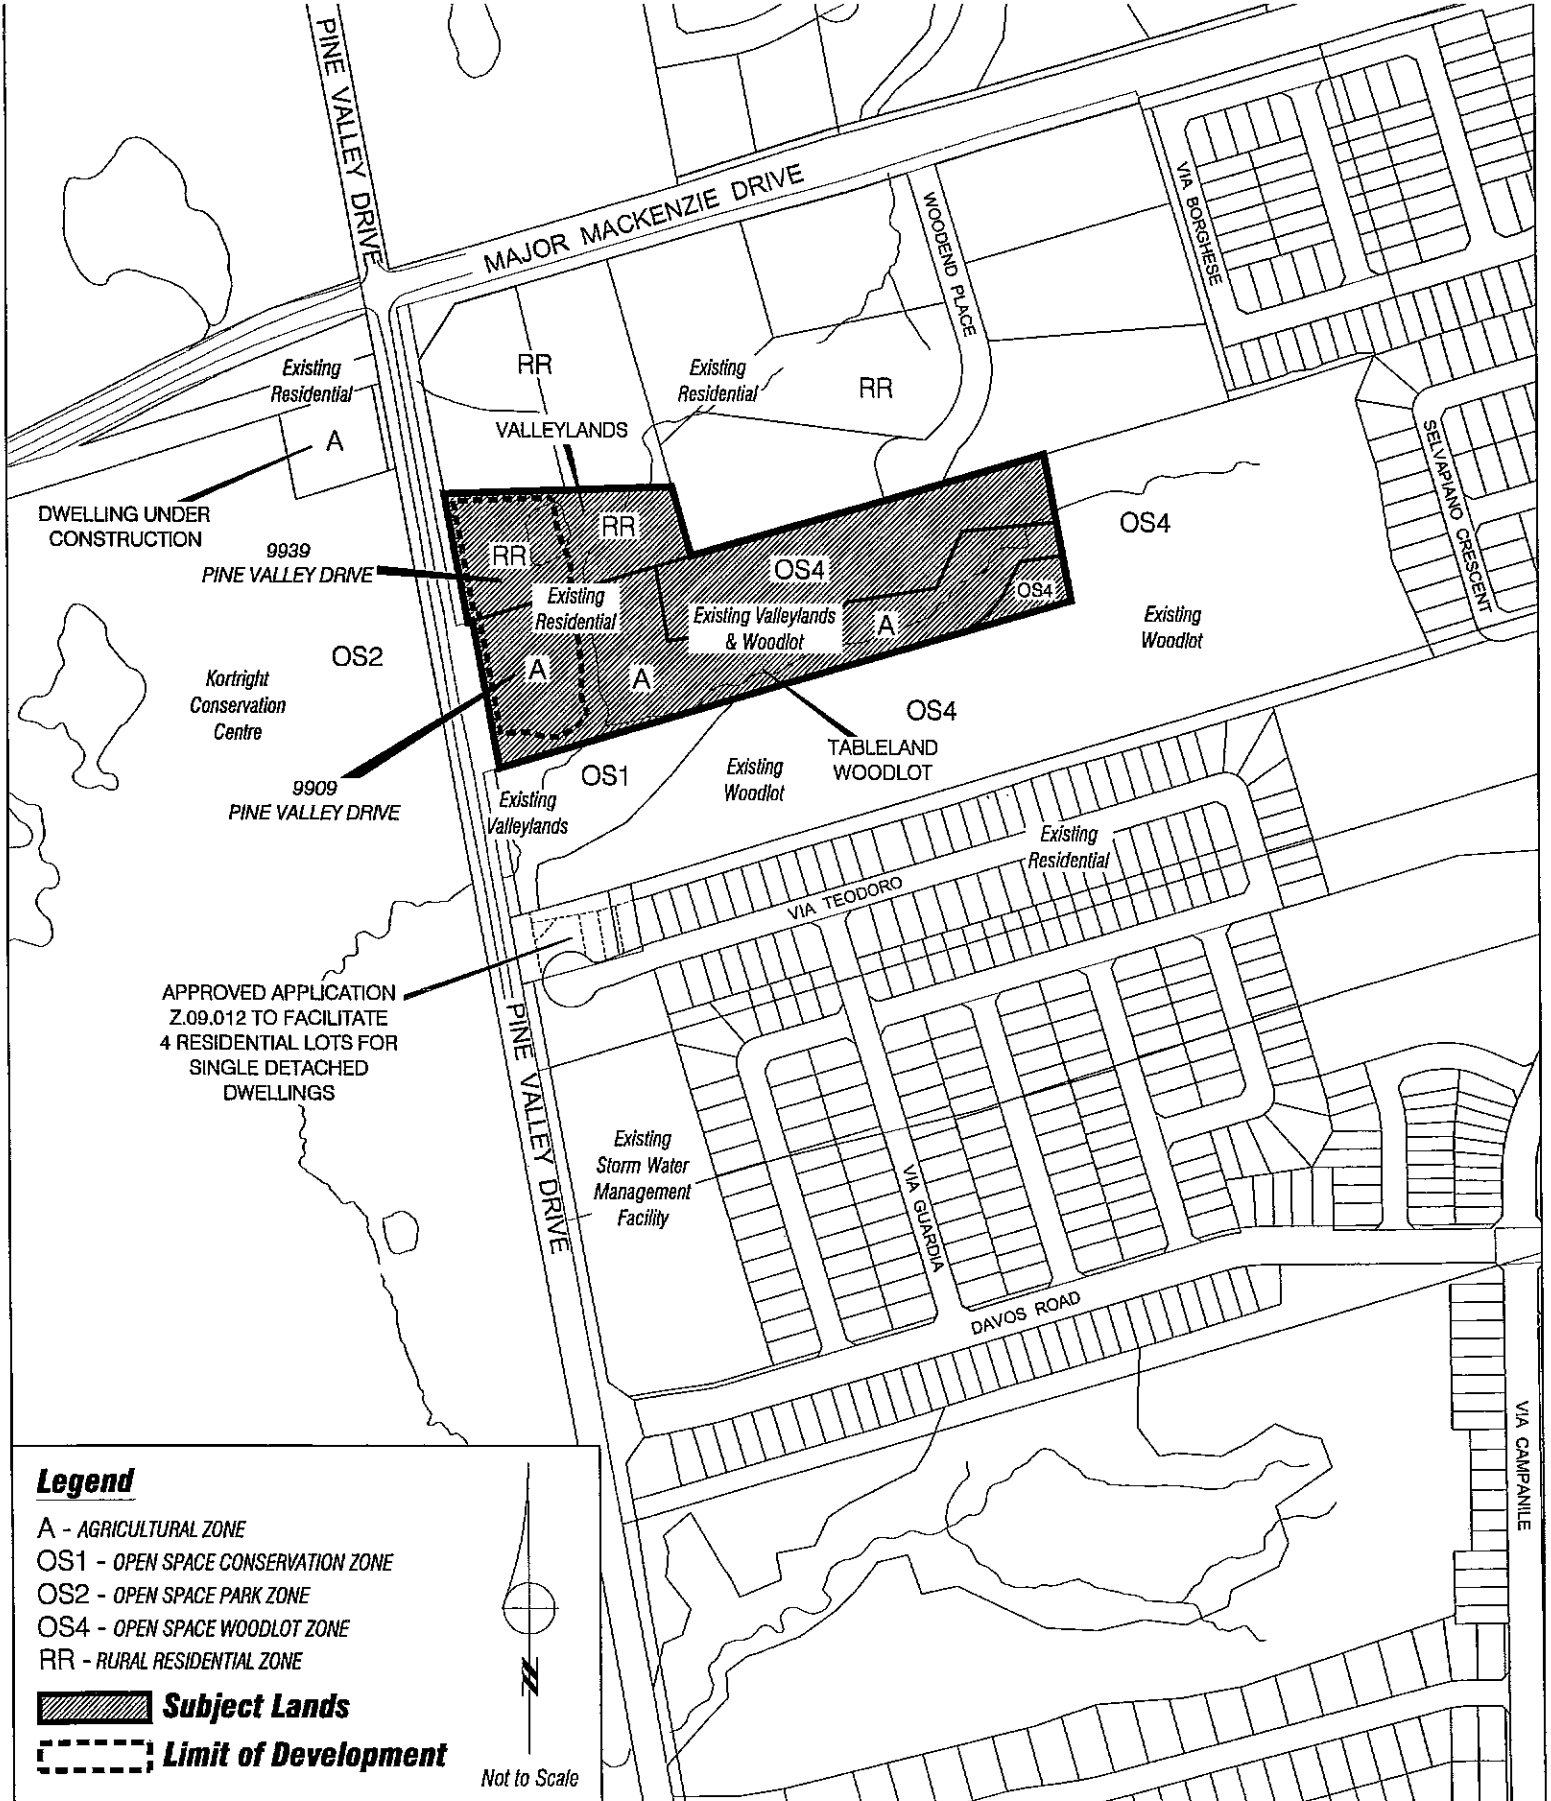 PINE VALLEY DRIVE
MAJOR MACKENZIE DRIVE
WOODEND PLACE
VIA BORGHESE
SELVAPIANO CRESCENT
Existing
Residential
A
RR
Existing
Residential
RR
VALLEYLANDS
DWELLING UNDER
CONSTRUCTION
9939
PINE VALLEY DRIVE
RR
RR
OS4
OS4
Existing
Residential
Existing Valleylands
& Woodlot
A
OS4
Existing
Woodlot
OS2
Kortright
Conservation
Centre
A
A
OS4
TABLELAND
WOODLOT
9909
PINE VALLEY DRIVE
OS1
Existing
Valleylands
Existing
Woodlot
Existing
Residential
VIA TEODORO
APPROVED APPLICATION
Z.09.012 TO FACILITATE
4 RESIDENTIAL LOTS FOR
SINGLE DETACHED
DWELLINGS
PINE VALLEY DRIVE
Existing
Storm Water
Management
Facility
VIA GUARDIA
DAVOS ROAD
VIA CAMPANILE
Legend
A - AGRICULTURAL ZONE
OS1 - OPEN SPACE CONSERVATION ZONE
OS2 - OPEN SPACE PARK ZONE
OS4 - OPEN SPACE WOODLOT ZONE
RR - RURAL RESIDENTIAL ZONE
Subject Lands
Limit of Development
N
Not to Scale